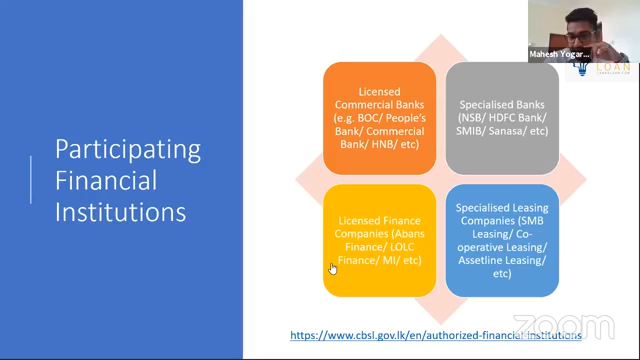 Participating
Financial
Institutions
Licensed
Commercial Banks
(e.g. BOC/ People's
Bank/ Commercial
Bank/ HNB/ etc)
Specialised Banks
(NSB/ HDFC Bank/
SMIB/ Sanasa/ etc)
Licensed Finance
Companies (Abans
Finance/ LOLC
Finance/ MI/ etc)
Specialised Leasing
Companies (SMB
Leasing/ Co-
operative Leasing/
Assetline Leasing/
etc)
https://www.cbsl.gov.lk/en/authorized-financial-institutions
Mahesh Yogar...
LOAN
zoom